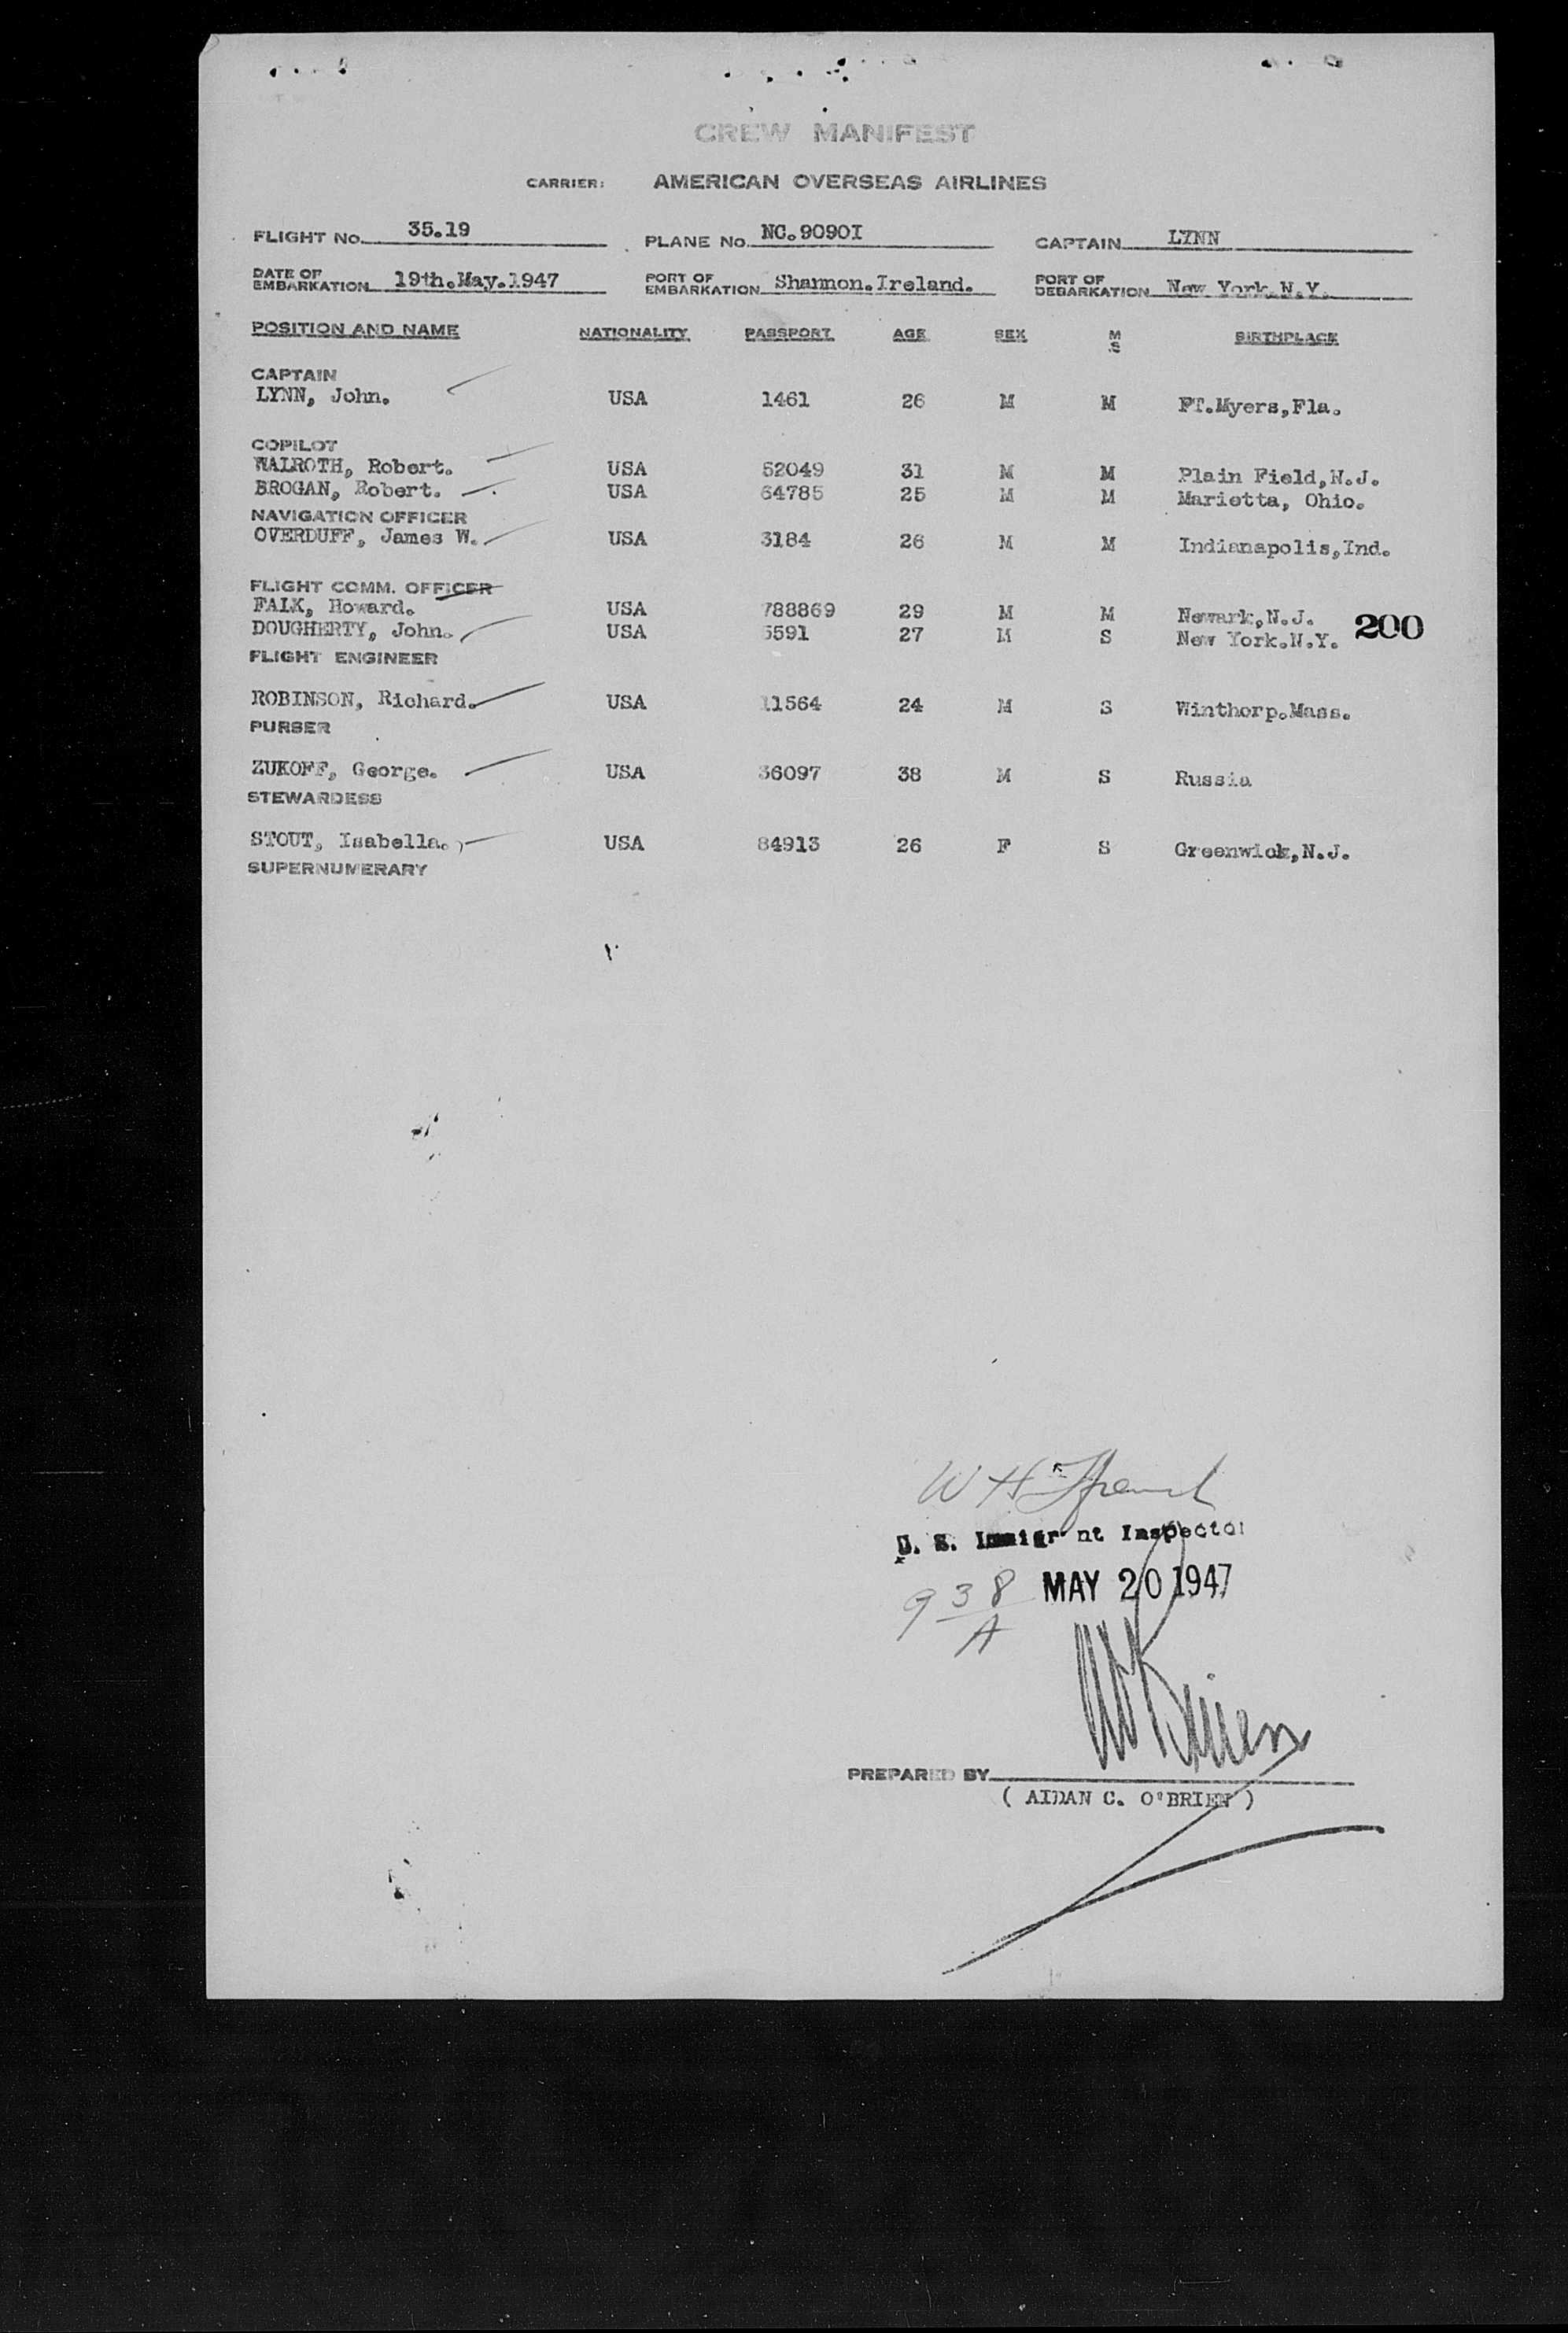 CREW MANIFEST
CARRIER: AMERICAN OVERSEAS AIRLINES
FLIGHT No. 35.19 PLANE No. NC.9090I CAPTAIN LYNN
DATE OF EMBARKATION 19th.May.1947 PORT OF EMBARKATION Shannon.Ireland. PORT OF DEBARKATION New York.N.Y.
POSITION AND NAME NATIONALITY PASSPORT AGE SEX M S BIRTHPLACE
CAPTAIN
LYNN, John. USA 1461 26 M M FT.Myers,Fla.
COPILOT
WALROTH, Robert. USA 52049 31 M M Plain Field,N.J.
BROGAN, Robert. USA 64785 25 M M Marietta, Ohio.
NAVIGATION OFFICER
OVERDUFF, James W. USA 3184 26 M M Indianapolis,Ind.
FLIGHT COMM. OFFICER
FALK, Howard. USA 788869 29 M M Newark,N.J.
DOUGHERTY, John. USA 5591 27 M S New York.N.Y. 200
FLIGHT ENGINEER
ROBINSON, Richard. USA 11564 24 M S Winthorp.Mass.
PURSER
ZUKOFF, George. USA 36097 38 M S Russia
STEWARDESS
STOUT, Isabella. USA 84913 26 F S Greenwick,N.J.
SUPERNUMERARY
W H
U. S. Immigrnt Inspector
938 MAY 20 1947
A
PREPARED BY
( AIDAN C. O'BRIEN )